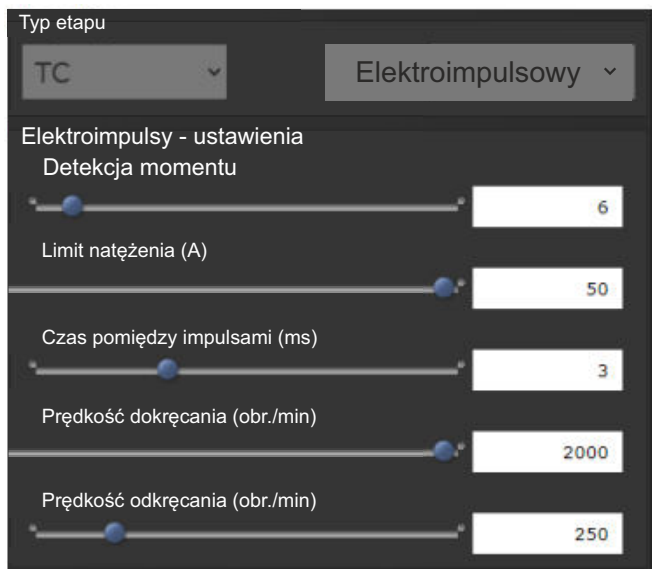 Typ etapu
TC Elektroimpulsowy
Elektroimpulsy - ustawienia
Detekcja momentu
6
Limit natężenia (A)
50
Czas pomiędzy impulsami (ms)
3
Prędkość dokręcania (obr./min)
2000
Prędkość odkręcania (obr./min)
250